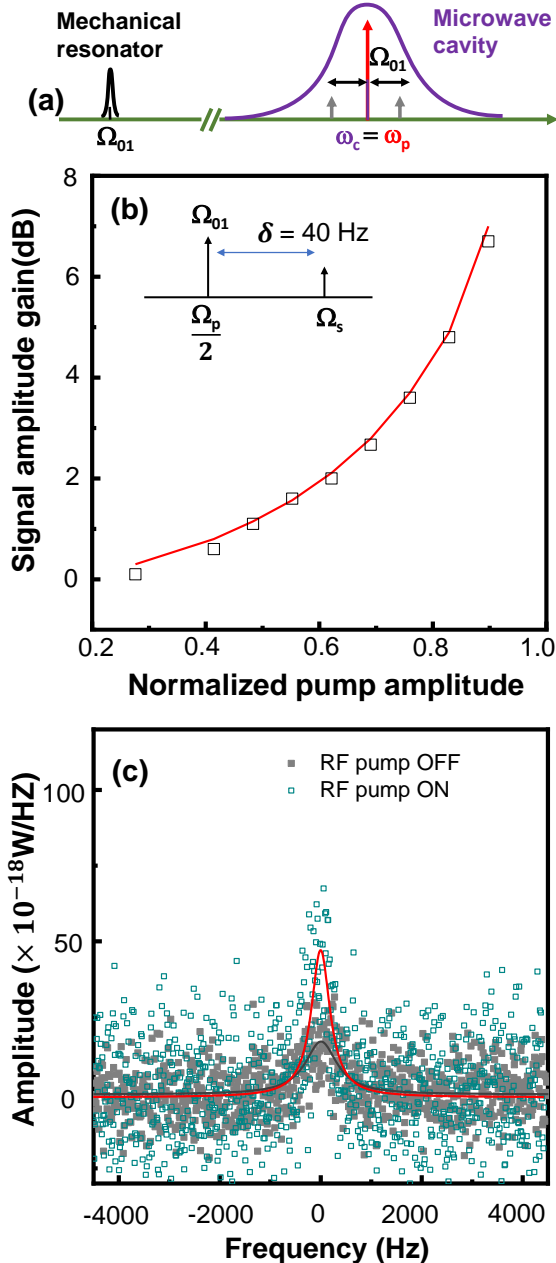 Mechanical
resonator
Microwave
cavity
(a)
Ω01
Ω01
ωc = ωp
(b)
Ω01
δ = 40 Hz
Ωp
2
Ωs
8
6
4
2
0
0.2 0.4 0.6 0.8 1.0
Signal amplitude gain(dB)
Normalized pump amplitude
(c)
RF pump OFF
RF pump ON
100
50
0
-4000 -2000 0 2000 4000
Amplitude (× 10−18W/HZ)
Frequency (Hz)